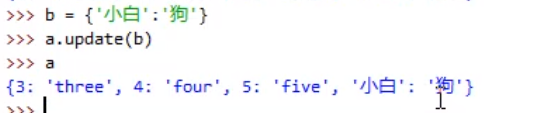 >>> b = {'小白':'狗'}
>>> a.update(b)
>>> a
{3: 'three', 4: 'four', 5: 'five', '小白': '狗'}
>>>